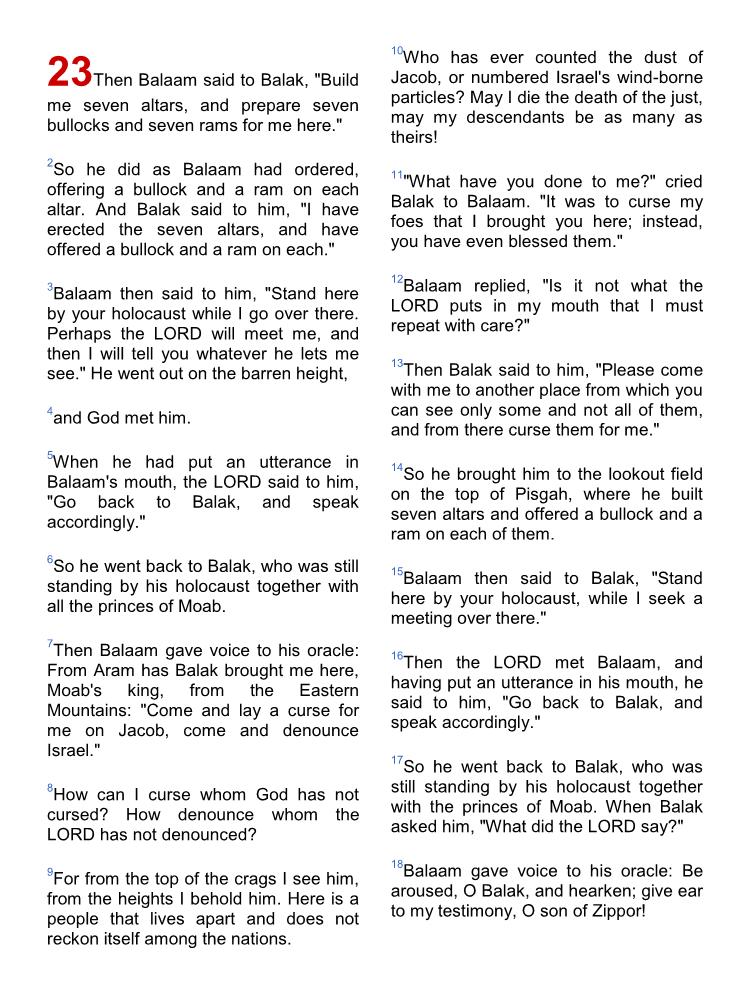 23Then Balaam said to Balak, "Build
me seven altars, and prepare seven
bullocks and seven rams for me here."
2So he did as Balaam had ordered,
offering a bullock and a ram on each
altar. And Balak said to him, "I have
erected the seven altars, and have
offered a bullock and a ram on each."
3Balaam then said to him, "Stand here
by your holocaust while I go over there.
Perhaps the LORD will meet me, and
then I will tell you whatever he lets me
see." He went out on the barren height,
4and God met him.
5When he had put an utterance in
Balaam's mouth, the LORD said to him,
"Go back to Balak, and speak
accordingly."
6So he went back to Balak, who was still
standing by his holocaust together with
all the princes of Moab.
7Then Balaam gave voice to his oracle:
From Aram has Balak brought me here,
Moab's king, from the Eastern
Mountains: "Come and lay a curse for
me on Jacob, come and denounce
Israel."
8How can I curse whom God has not
cursed? How denounce whom the
LORD has not denounced?
9For from the top of the crags I see him,
from the heights I behold him. Here is a
people that lives apart and does not
reckon itself among the nations.
10Who has ever counted the dust of
Jacob, or numbered Israel's wind-borne
particles? May I die the death of the just,
may my descendants be as many as
theirs!
11"What have you done to me?" cried
Balak to Balaam. "It was to curse my
foes that I brought you here; instead,
you have even blessed them."
12Balaam replied, "Is it not what the
LORD puts in my mouth that I must
repeat with care?"
13Then Balak said to him, "Please come
with me to another place from which you
can see only some and not all of them,
and from there curse them for me."
14So he brought him to the lookout field
on the top of Pisgah, where he built
seven altars and offered a bullock and a
ram on each of them.
15Balaam then said to Balak, "Stand
here by your holocaust, while I seek a
meeting over there."
16Then the LORD met Balaam, and
having put an utterance in his mouth, he
said to him, "Go back to Balak, and
speak accordingly."
17So he went back to Balak, who was
still standing by his holocaust together
with the princes of Moab. When Balak
asked him, "What did the LORD say?"
18Balaam gave voice to his oracle: Be
aroused, O Balak, and hearken; give ear
to my testimony, O son of Zippor!